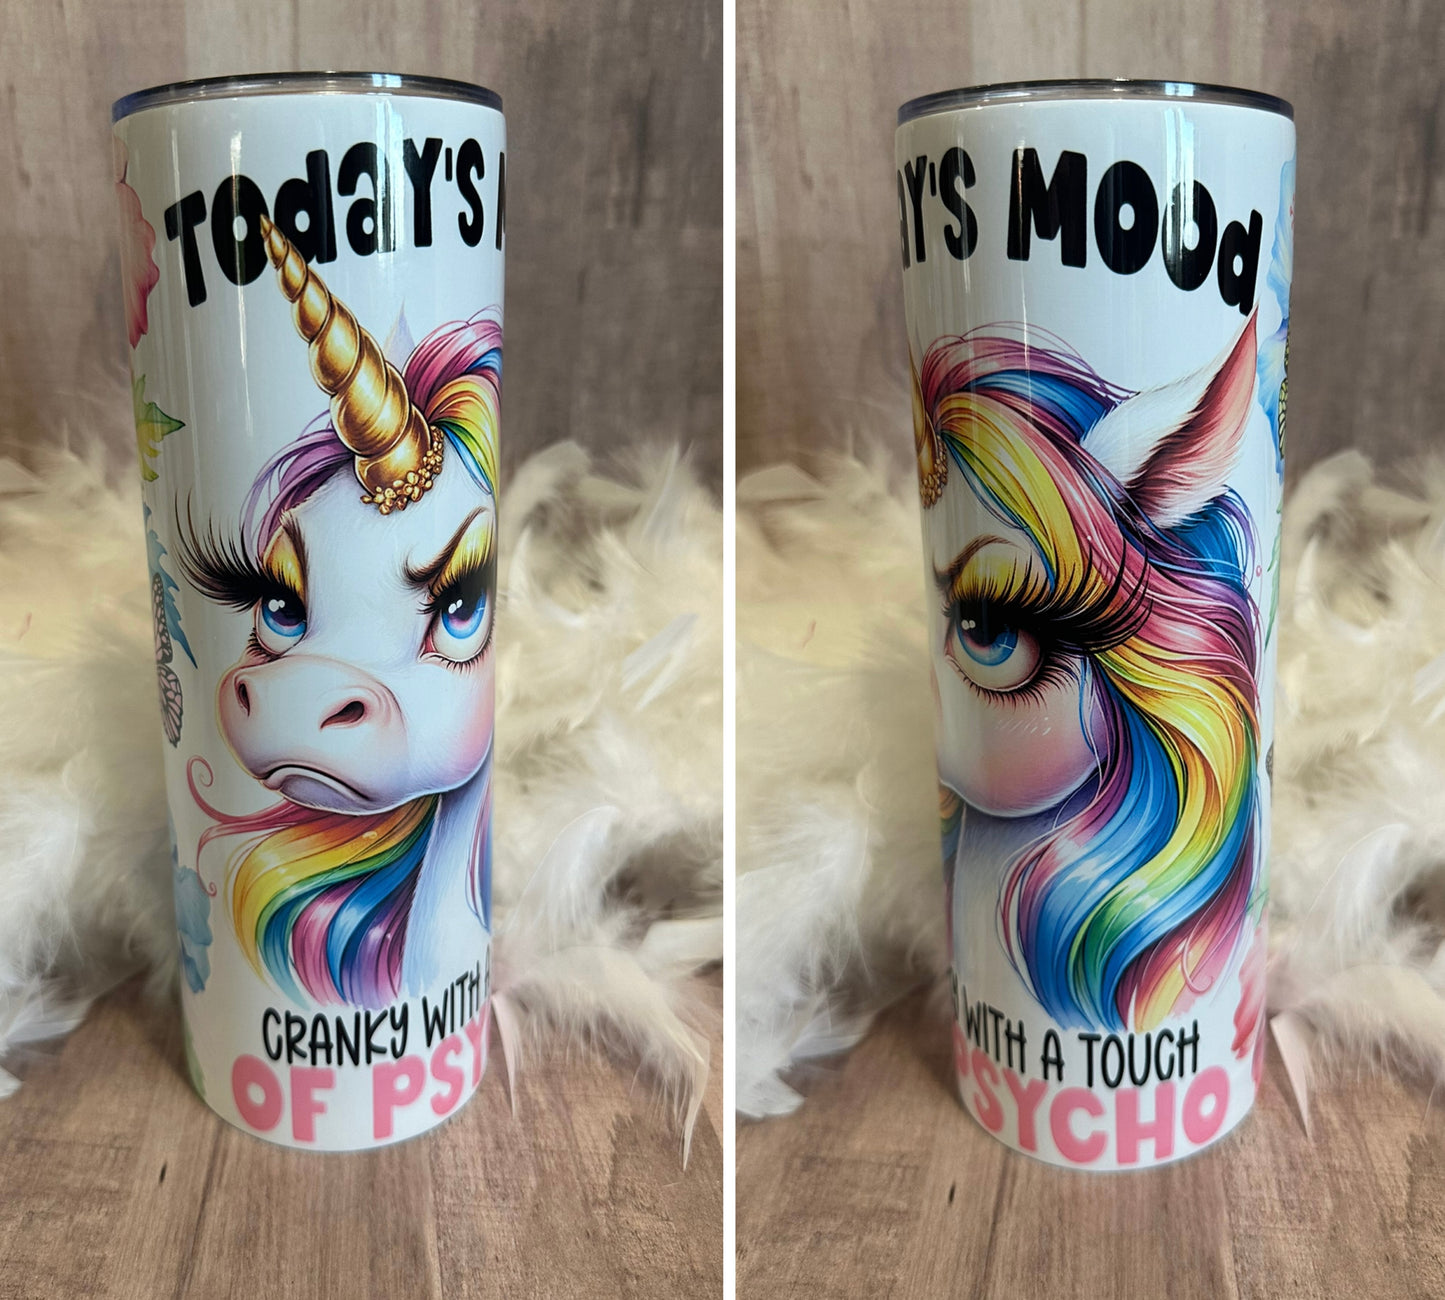 TODAY'S M
CRANKY WITH A
OF PSY
AY'S MOOD
H WITH A TOUCH
PSYCHO